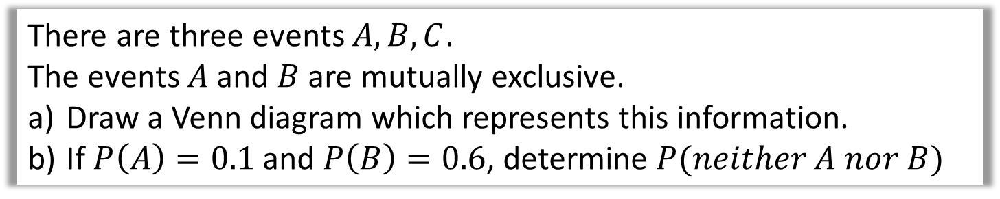 There are three events A, B, C.
The events A and B are mutually exclusive.
a) Draw a Venn diagram which represents this information.
b) If P(A) = 0.1 and P(B) = 0.6, determine P(neither A nor B)